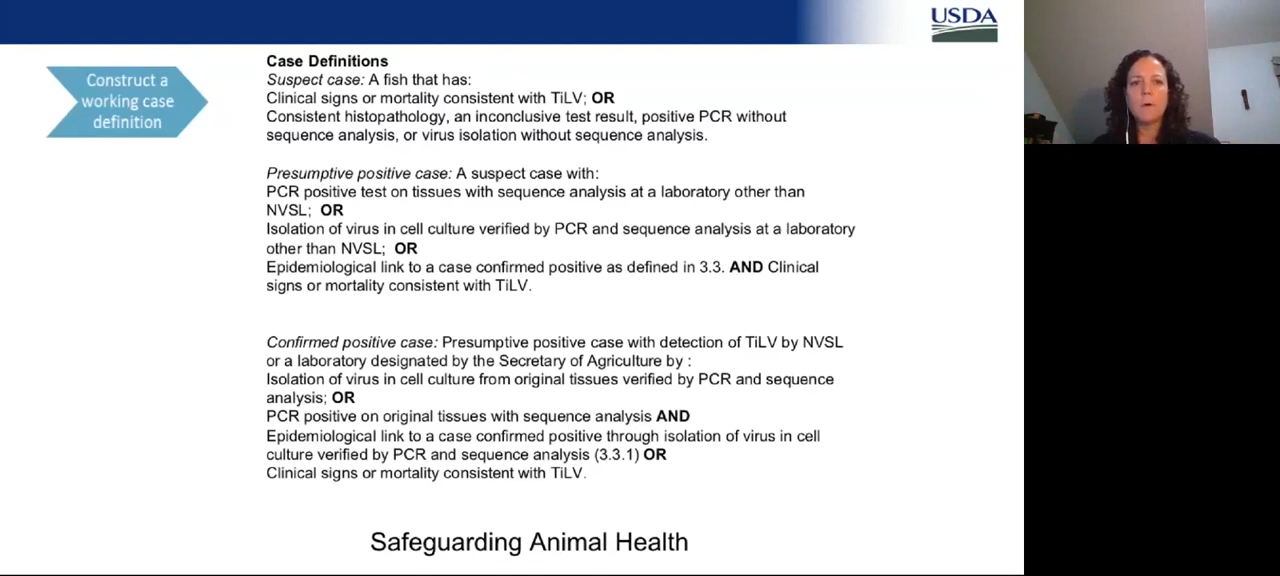 USDA
Construct a
working case
definition
Case Definitions
Suspect case: A fish that has:
Clinical signs or mortality consistent with TiLV; OR
Consistent histopathology, an inconclusive test result, positive PCR without
sequence analysis, or virus isolation without sequence analysis.
Presumptive positive case: A suspect case with:
PCR positive test on tissues with sequence analysis at a laboratory other than
NVSL; OR
Isolation of virus in cell culture verified by PCR and sequence analysis at a laboratory
other than NVSL; OR
Epidemiological link to a case confirmed positive as defined in 3.3. AND Clinical
signs or mortality consistent with TiLV.
Confirmed positive case: Presumptive positive case with detection of TiLV by NVSL
or a laboratory designated by the Secretary of Agriculture by :
Isolation of virus in cell culture from original tissues verified by PCR and sequence
analysis; OR
PCR positive on original tissues with sequence analysis AND
Epidemiological link to a case confirmed positive through isolation of virus in cell
culture verified by PCR and sequence analysis (3.3.1) OR
Clinical signs or mortality consistent with TiLV.
Safeguarding Animal Health